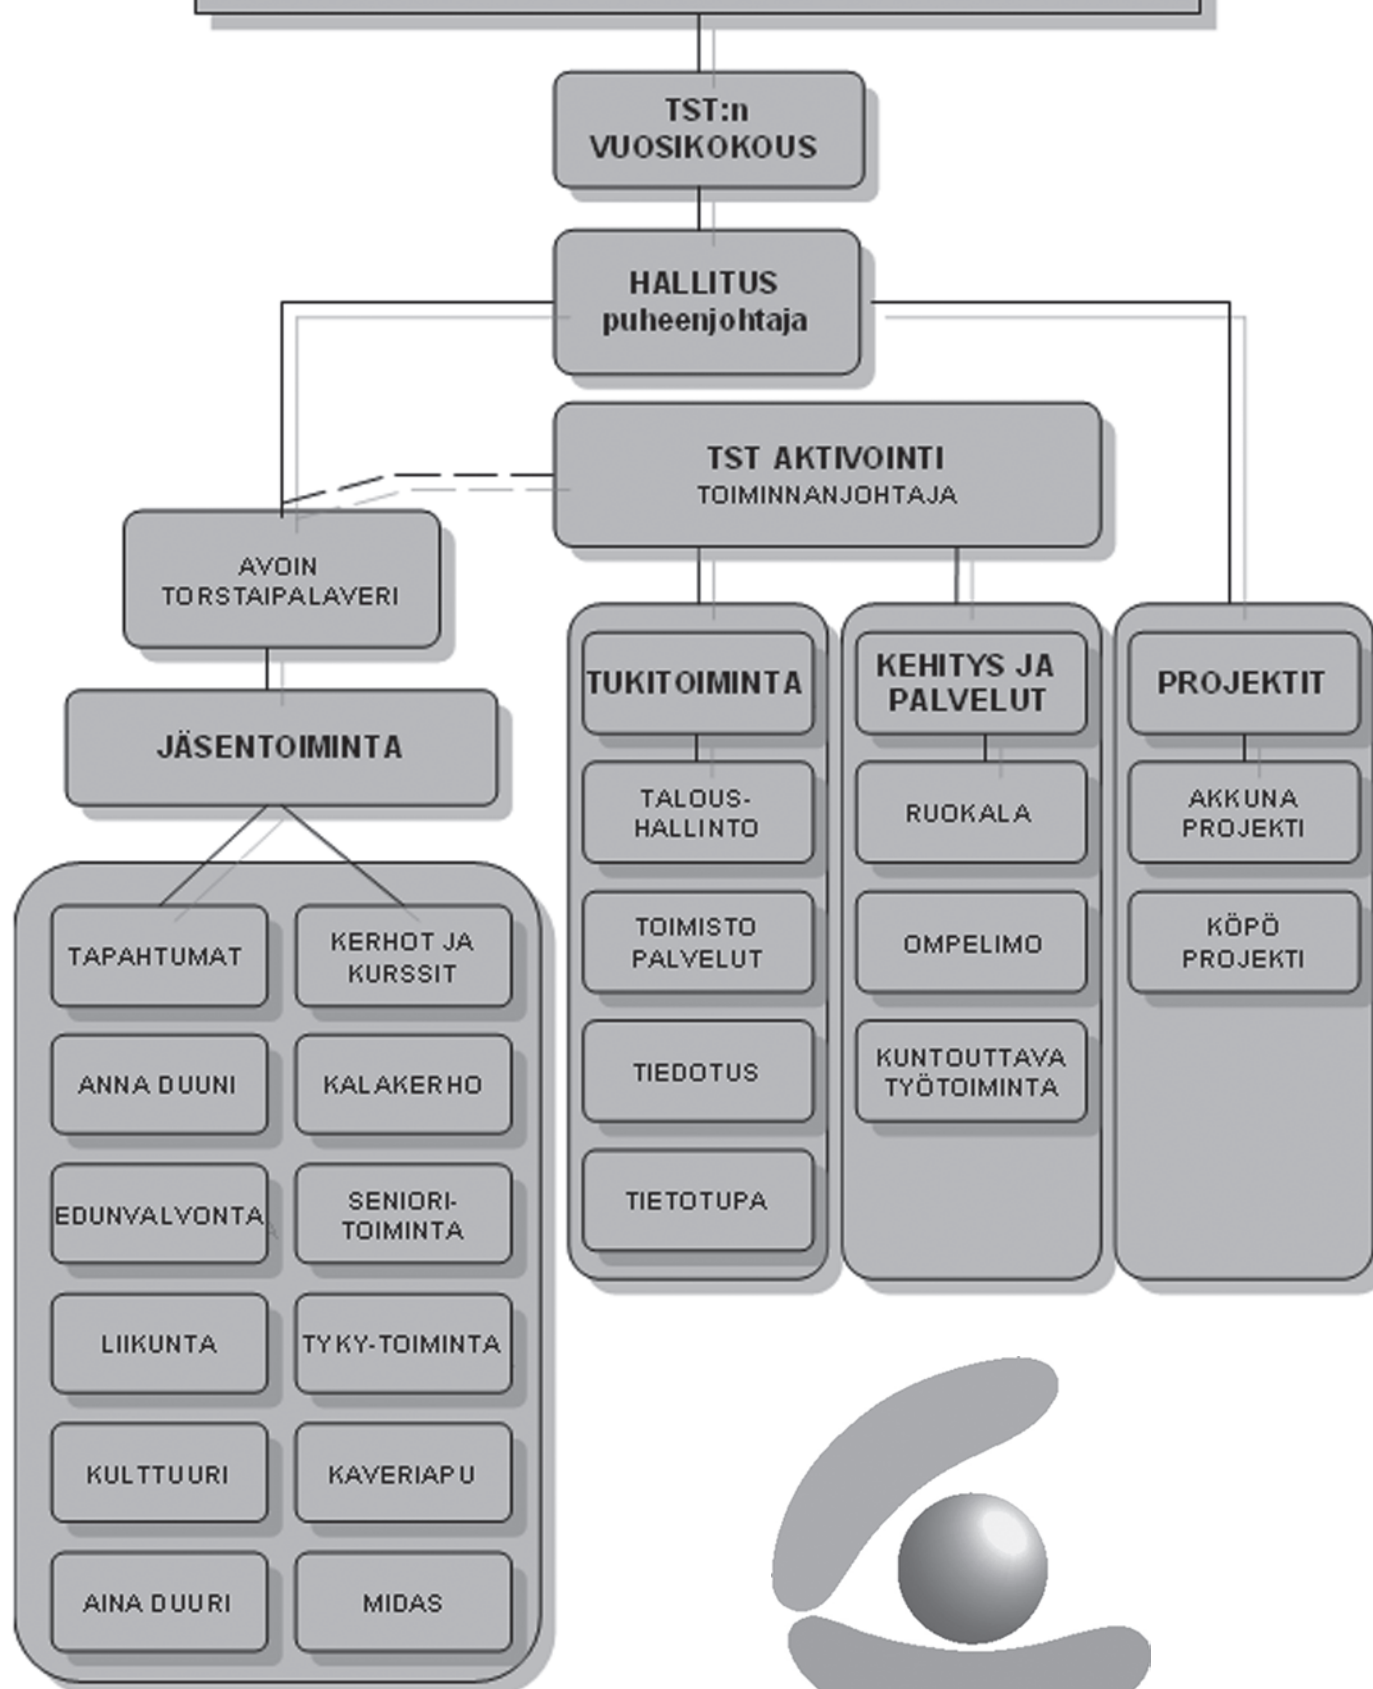 TST:n
VUOSIKOKOUS
HALLITUS
puheenjohtaja
TST AKTIVOINTI
TOIMINNANJOHTAJA
AVOIN
TORSTAIPALAVERI
JÄSENTOIMINTA
TAPAHTUMAT
KERHOT JA
KURSSIT
ANNA DUUNI
KALAKERHO
EDUNVALVONTA
SENIORI-
TOIMINTA
LIIKUNTA
TYKY-TOIMINTA
KULTTUURI
KAVERIAPU
AINA DUURI
MIDAS
TUKITOIMINTA
TALOUS-
HALLINTO
TOIMISTO
PALVELUT
TIEDOTUS
TIETOTUPA
KEHITYS JA
PALVELUT
RUOKALA
OMPELIMO
KUNTOUTTAVA
TYÖTOIMINTA
PROJEKTIT
AKKUNA
PROJEKTI
KÖPÖ
PROJEKTI